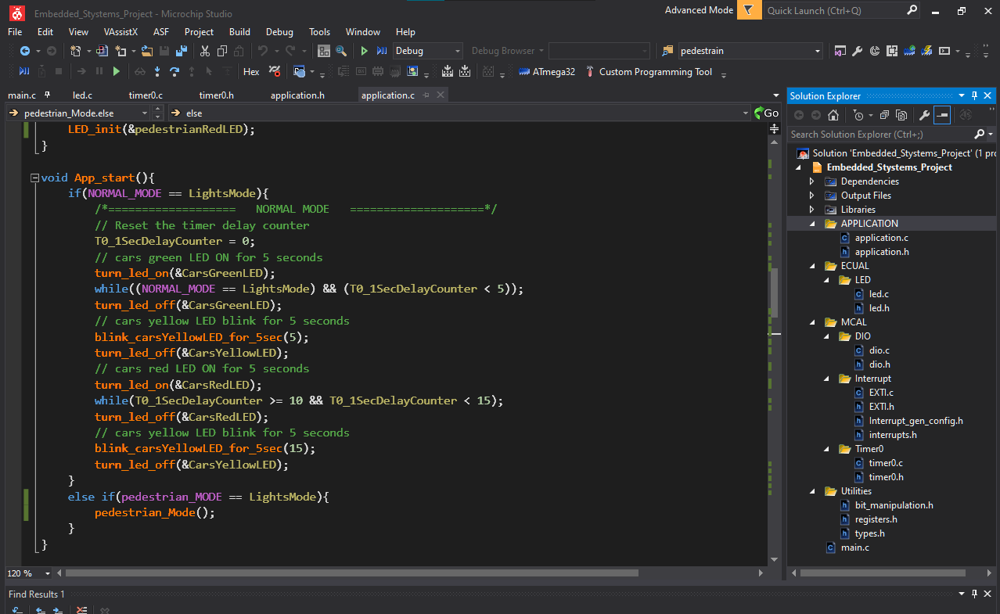 Embedded_Stystems_Project - Microchip Studio
Advanced Mode
Quick Launch (Ctrl+Q)
File Edit View VAssistX ASF Project Build Debug Tools Window Help
Debug Debug Browser pedestrain
Hex ATmega32 Custom Programming Tool
main.c led.c timer0.c timer0.h application.h application.c
pedestrian_Mode.else else Go
LED_init(&pedestrianRedLED);
}
void App_start(){
if(NORMAL_MODE == LightsMode){
/*=================== NORMAL MODE ====================*/
// Reset the timer delay counter
T0_1SecDelayCounter = 0;
// cars green LED ON for 5 seconds
turn_led_on(&CarsGreenLED);
while((NORMAL_MODE == LightsMode) && (T0_1SecDelayCounter < 5));
turn_led_off(&CarsGreenLED);
// cars yellow LED blink for 5 seconds
blink_carsYellowLED_for_5sec(5);
turn_led_off(&CarsYellowLED);
// cars red LED ON for 5 seconds
turn_led_on(&CarsRedLED);
while(T0_1SecDelayCounter >= 10 && T0_1SecDelayCounter < 15);
turn_led_off(&CarsRedLED);
// cars yellow LED blink for 5 seconds
blink_carsYellowLED_for_5sec(15);
turn_led_off(&CarsYellowLED);
}
else if(pedestrian_MODE == LightsMode){
pedestrian_Mode();
}
}
120 %
Find Results 1
Solution Explorer
Search Solution Explorer (Ctrl+;)
Solution 'Embedded_Stystems_Project' (1 pro
Embedded_Stystems_Project
Dependencies
Output Files
Libraries
APPLICATION
application.c
application.h
ECUAL
LED
led.c
led.h
MCAL
DIO
dio.c
dio.h
Interrupt
EXTI.c
EXTI.h
Interrupt_gen_config.h
interrupts.h
Timer0
timer0.c
timer0.h
Utilities
bit_manipulation.h
registers.h
types.h
main.c